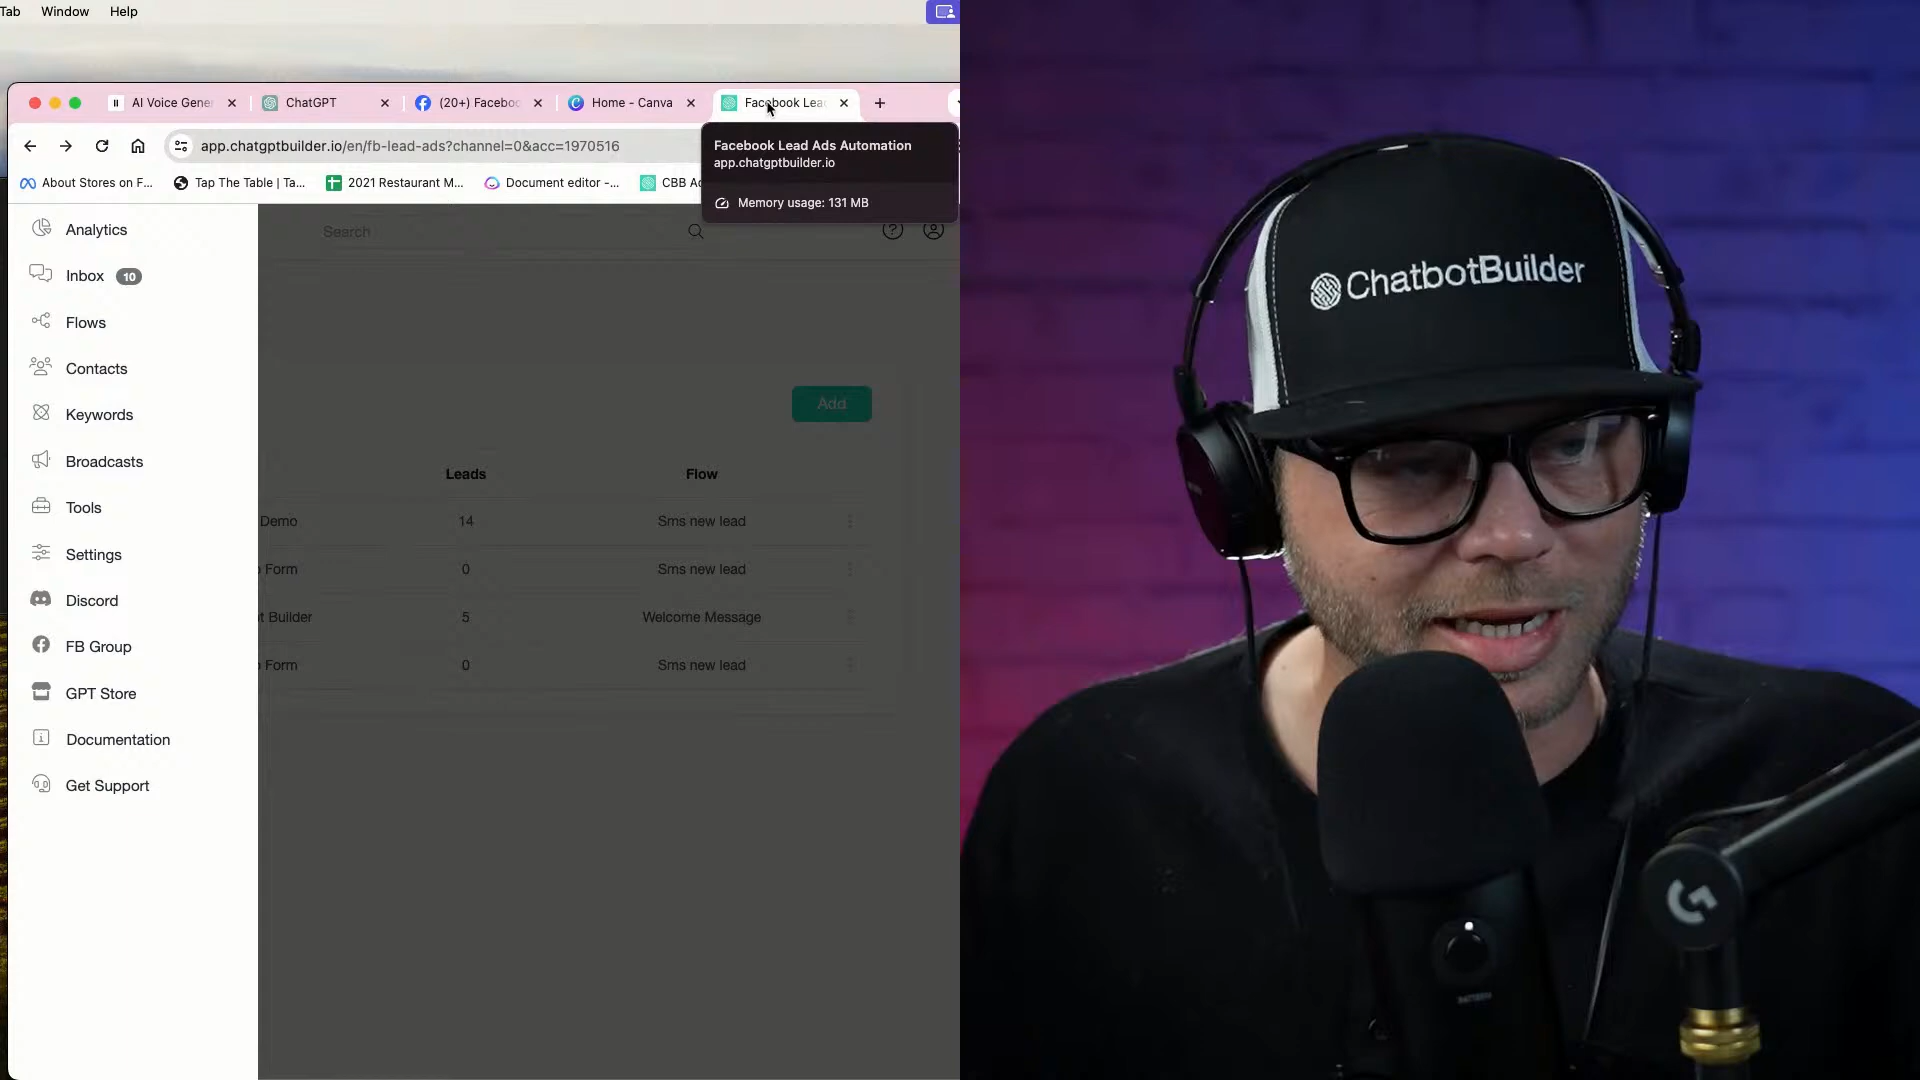 Tab Window Help
AI Voice Gene
ChatGPT
(20+) Faceboo
Home - Canva
Facebook Lea
app.chatgptbuilder.io/en/fb-lead-ads?channel=0&acc=1970516
Facebook Lead Ads Automation
app.chatgptbuilder.io
Memory usage: 131 MB
About Stores on F...
Tap The Table | Ta...
2021 Restaurant M...
Document editor -...
CBB Ac
Analytics
Inbox 10
Flows
Contacts
Keywords
Broadcasts
Tools
Settings
Discord
FB Group
GPT Store
Documentation
Get Support
Search
Add
Leads Flow
Demo 14 Sms new lead
Form 0 Sms new lead
t Builder 5 Welcome Message
Form 0 Sms new lead
ChatbotBuilder